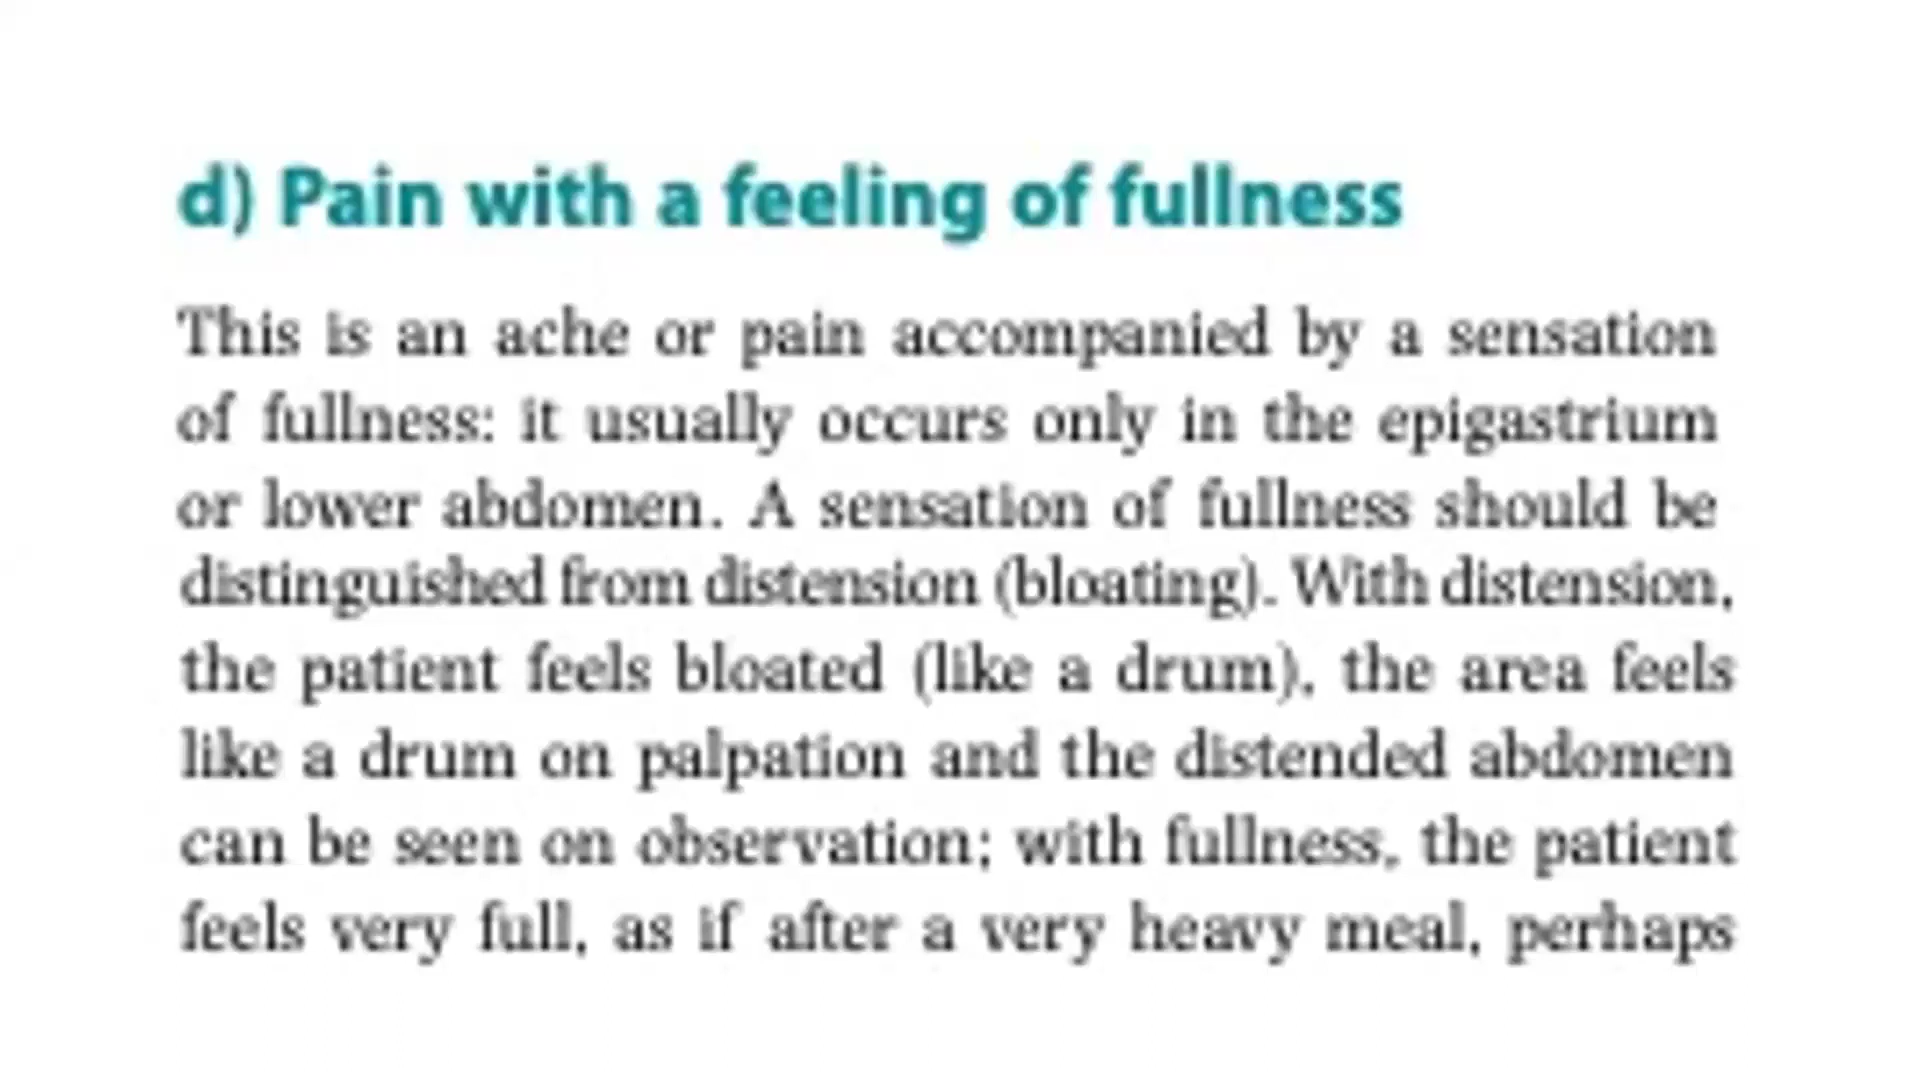 d) Pain with a feeling of fullness
This is an ache or pain accompanied by a sensation
of fullness: it usually occurs only in the epigastrium
or lower abdomen. A sensation of fullness should be
distinguished from distension (bloating). With distension,
the patient feels bloated (like a drum), the area feels
like a drum on palpation and the distended abdomen
can be seen on observation; with fullness, the patient
feels very full, as if after a very heavy meal, perhaps